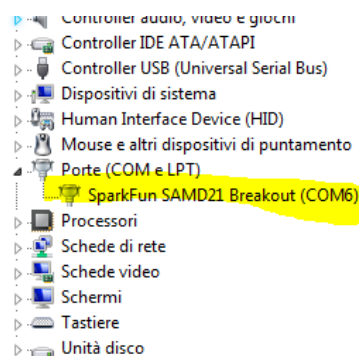 Controller audio, video e giochi
Controller IDE ATA/ATAPI
Controller USB (Universal Serial Bus)
Dispositivi di sistema
Human Interface Device (HID)
Mouse e altri dispositivi di puntamento
Porte (COM e LPT)
SparkFun SAMD21 Breakout (COM6)
Processori
Schede di rete
Schede video
Schermi
Tastiere
Unità disco